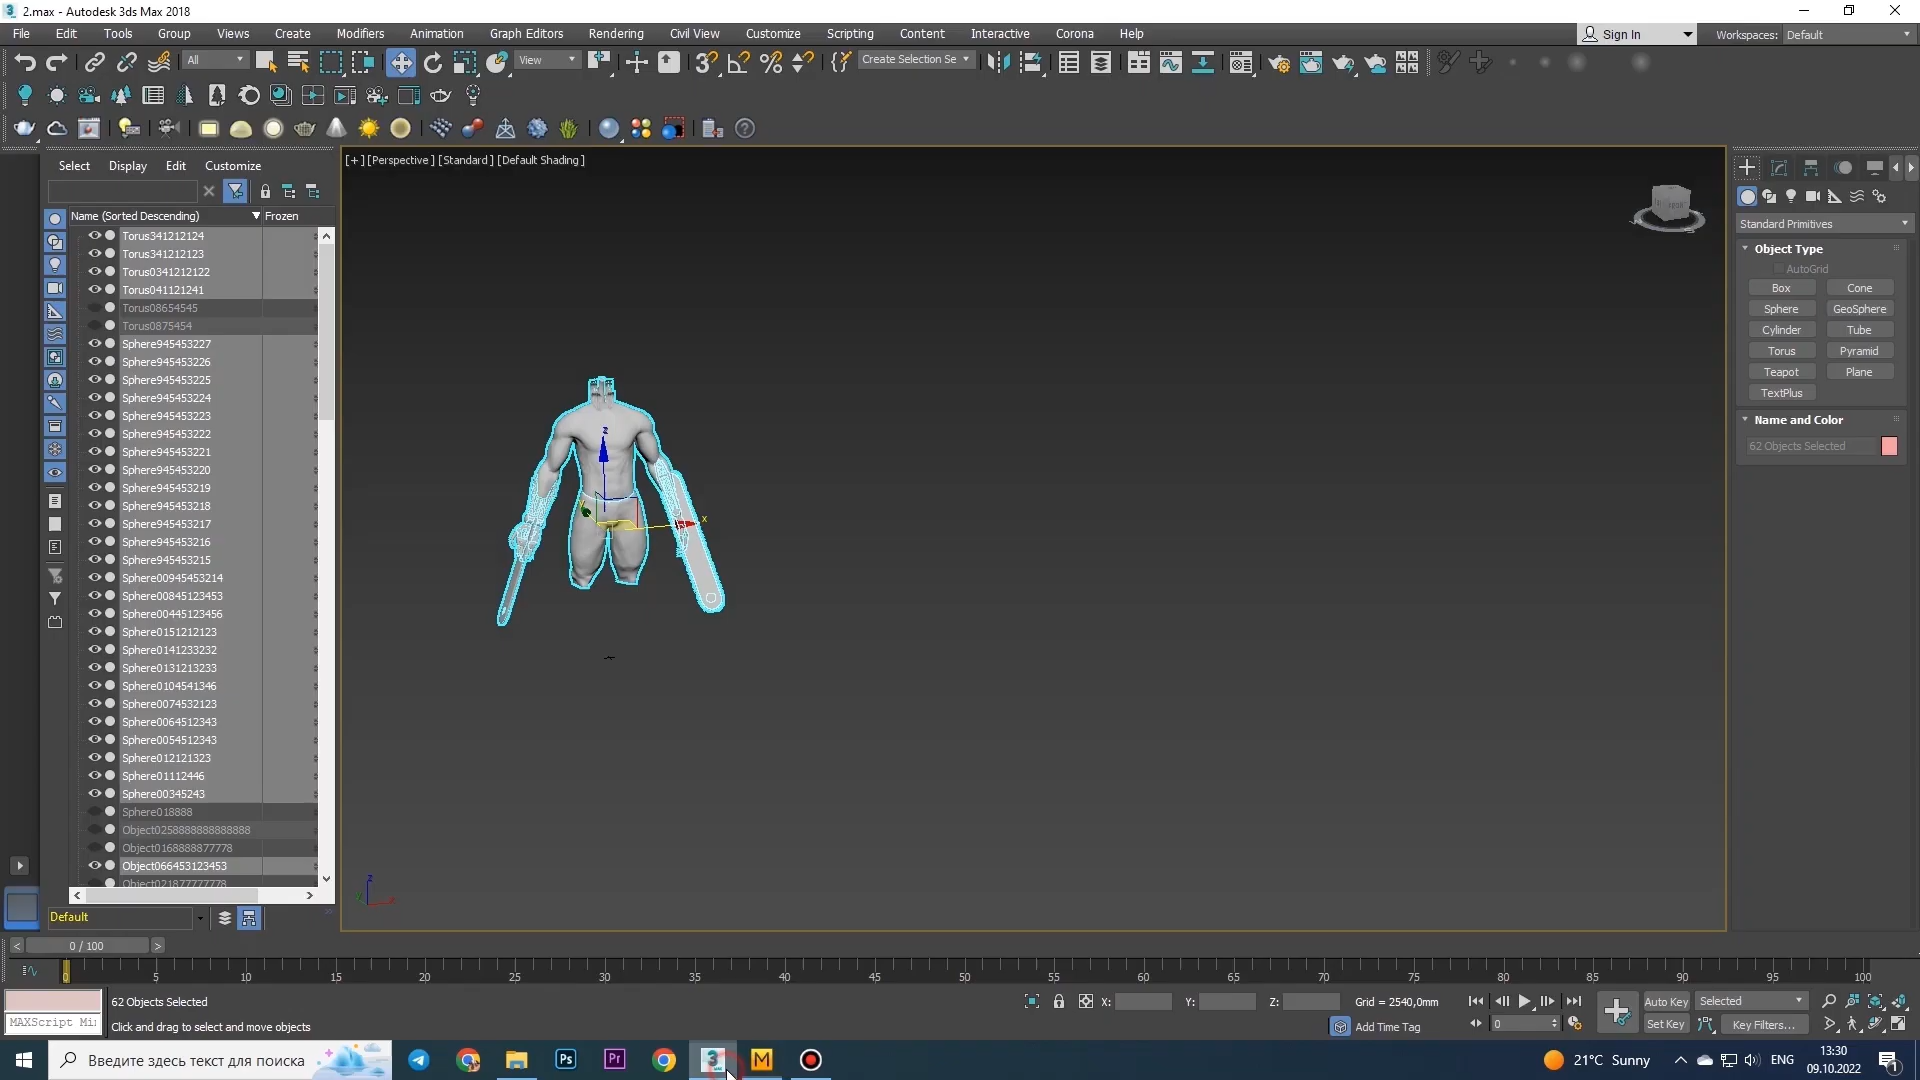 2.max - Autodesk 3ds Max 2018
File Edit Tools Group Views Create Modifiers Animation Graph Editors Rendering Civil View Customize Scripting Content Interactive Corona Help
Sign In
Workspaces: Default
All
View
Create Selection Se
Select Display Edit Customize
Name (Sorted Descending) Frozen
Torus341212124
Torus341212123
Torus0341212122
Torus041121241
Torus08654545
Torus0875454
Sphere945453227
Sphere945453226
Sphere945453225
Sphere945453224
Sphere945453223
Sphere945453222
Sphere945453221
Sphere945453220
Sphere945453219
Sphere945453218
Sphere945453217
Sphere945453216
Sphere945453215
Sphere00945453214
Sphere00845123453
Sphere00445123456
Sphere0151212123
Sphere0141233232
Sphere0131213233
Sphere0104541346
Sphere0074532123
Sphere0064512343
Sphere0054512343
Sphere012121323
Sphere01112446
Sphere00345243
Sphere018888
Object0258888888888888
Object0168888877778
Object066453123453
Object021877777778
Default
[+] [Perspective] [Standard] [Default Shading]
z
x
z
Standard Primitives
Object Type
AutoGrid
Box Cone
Sphere GeoSphere
Cylinder Tube
Torus Pyramid
Teapot Plane
TextPlus
Name and Color
62 Objects Selected
< 0 / 100 >
0 5 10 15 20 25 30 35 40 45 50 55 60 65 70 75 80 85 90 95 100
62 Objects Selected
X: Y: Z: Grid = 2540,0mm
Auto Key Selected
MAXScript Mi
Click and drag to select and move objects
Add Time Tag
0
Set Key Key Filters...
Введите здесь текст для поиска
Ps
Pr
3
M
21°C Sunny
ENG
13:30
09.10.2022
1